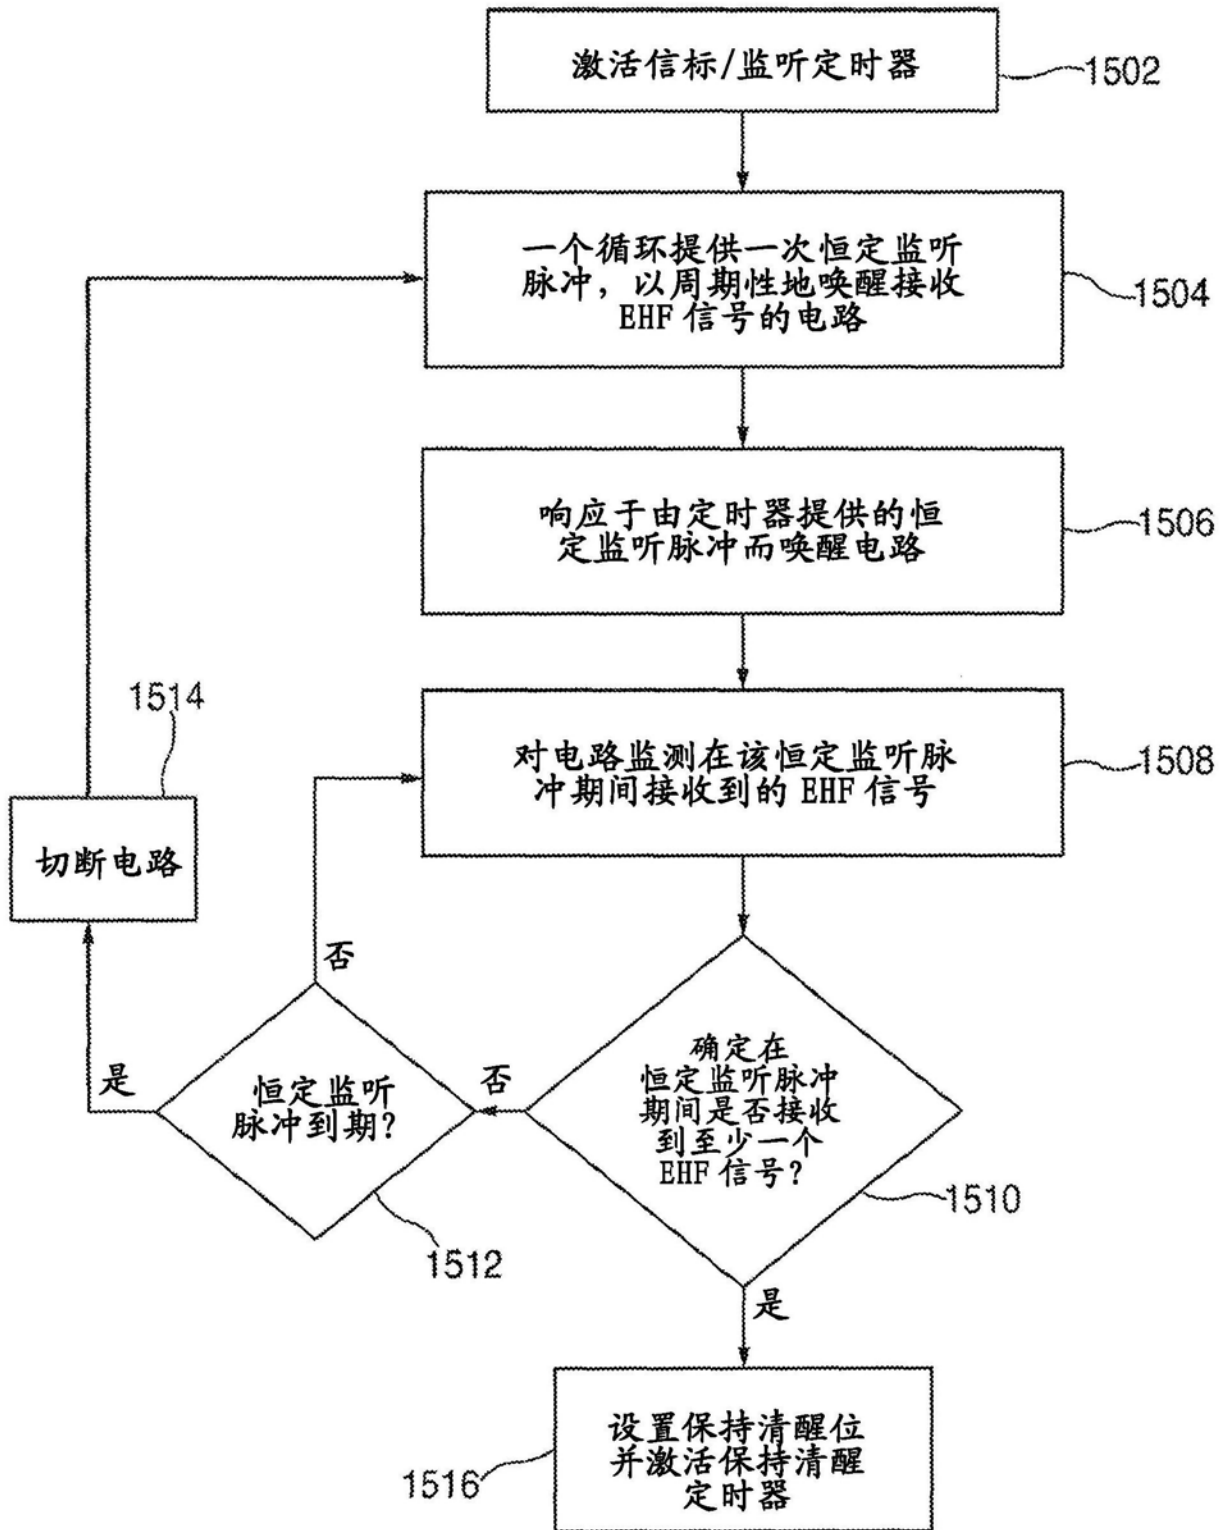 激活信标/监听定时器
1502
一个循环提供一次恒定监听
脉冲，以周期性地唤醒接收
EHF 信号的电路
1504
响应于由定时器提供的恒
定监听脉冲而唤醒电路
1506
1514
对电路监测在该恒定监听脉
冲期间接收到的 EHF 信号
1508
切断电路
否
是
恒定监听
脉冲到期？
否
确定在
恒定监听脉冲
期间是否接收
到至少一个
EHF 信号？
1510
1512
是
设置保持清醒位
并激活保持清醒
定时器
1516